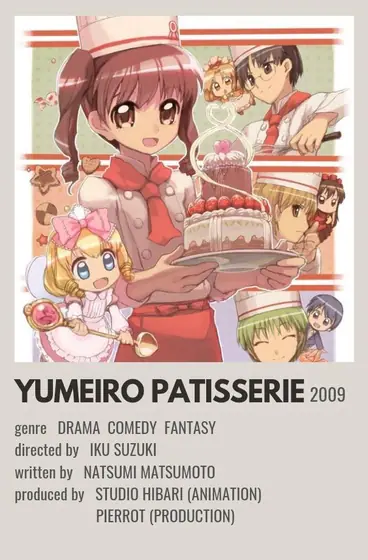 YUMEIRO PATISSERIE 2009
genre DRAMA COMEDY FANTASY
directed by IKU SUZUKI
written by NATSUMI MATSUMOTO
produced by STUDIO HIBARI (ANIMATION)
PIERROT (PRODUCTION)